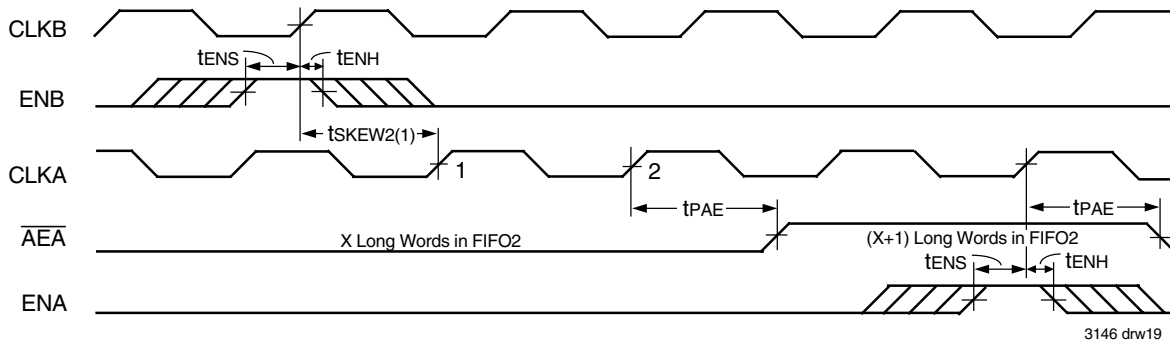 CLKB
tENS tENH
ENB
tSKEW2(1)
CLKA 1 2
tPAE tPAE
AEA X Long Words in FIFO2 (X+1) Long Words in FIFO2
tENS tENH
ENA
3146 drw19